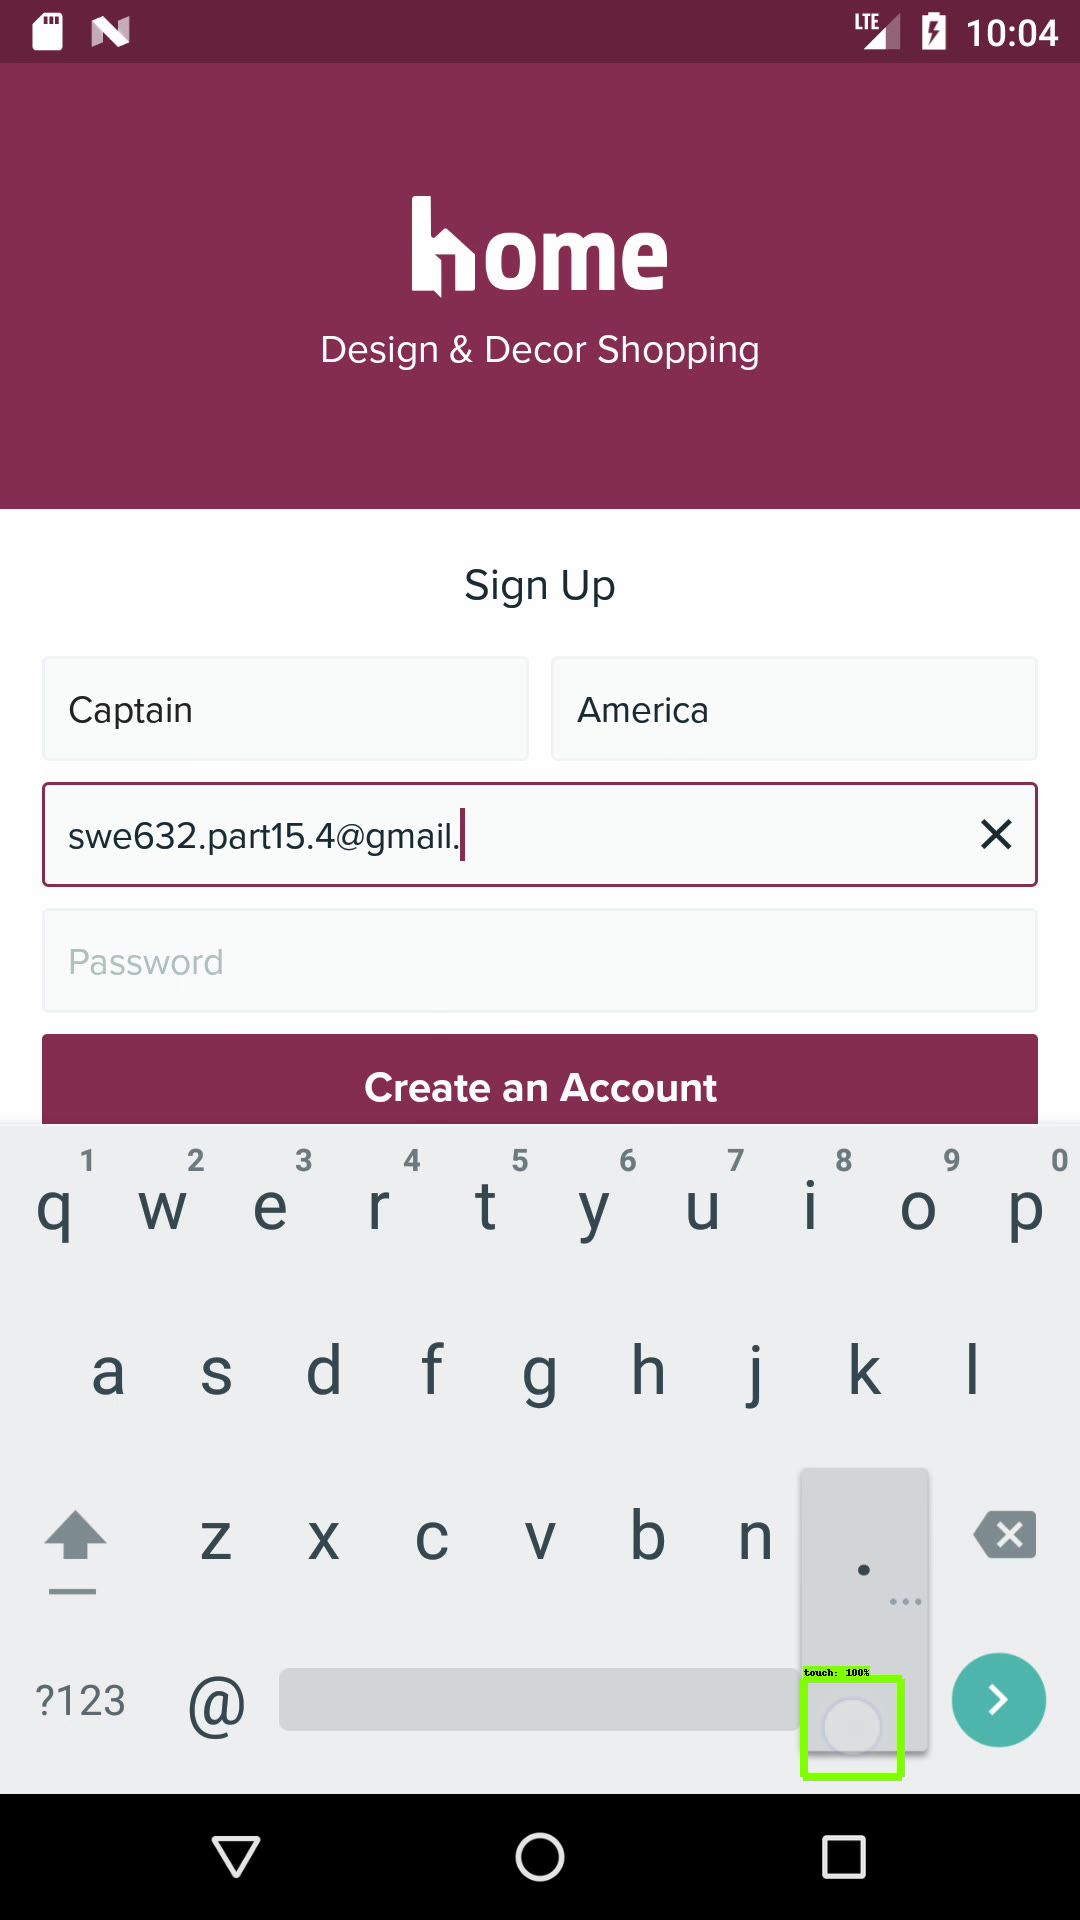 LTE 10:04
home
Design & Decor Shopping
Sign Up
Captain America
swe632.part15.4@gmail.
Password
Create an Account
1 2 3 4 5 6 7 8 9 0
q w e r t y u i o p
a s d f g h j k l
z x c v b n .
...
touch: 100%
?123 @